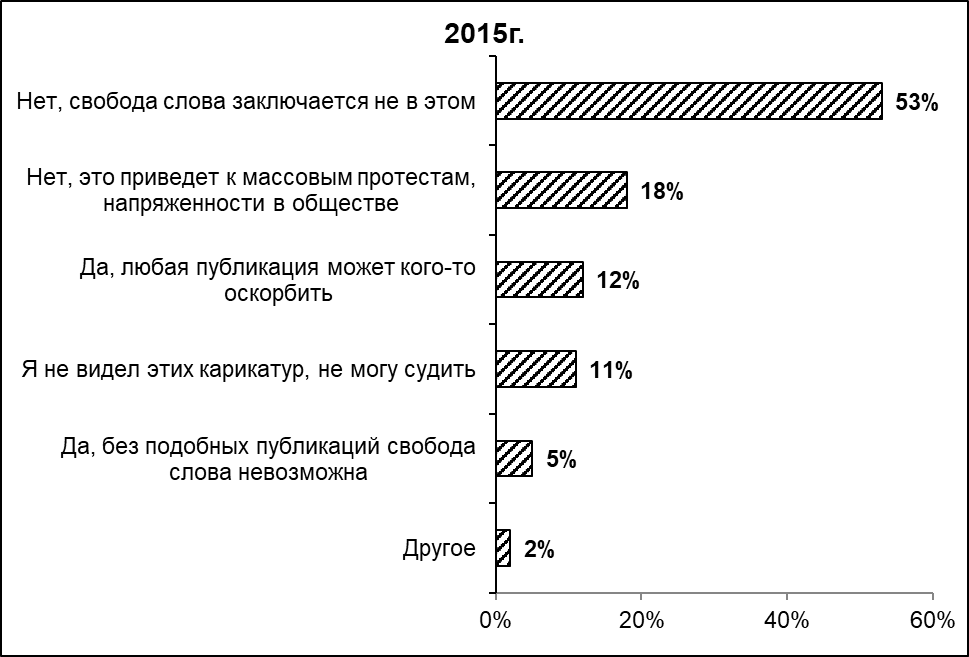 2015г.
Нет, свобода слова заключается не в этом
53%
Нет, это приведет к массовым протестам,
напряженности в обществе
18%
Да, любая публикация может кого-то
оскорбить
12%
Я не видел этих карикатур, не могу судить
11%
Да, без подобных публикаций свобода
слова невозможна
5%
Другое
2%
0% 20% 40% 60%